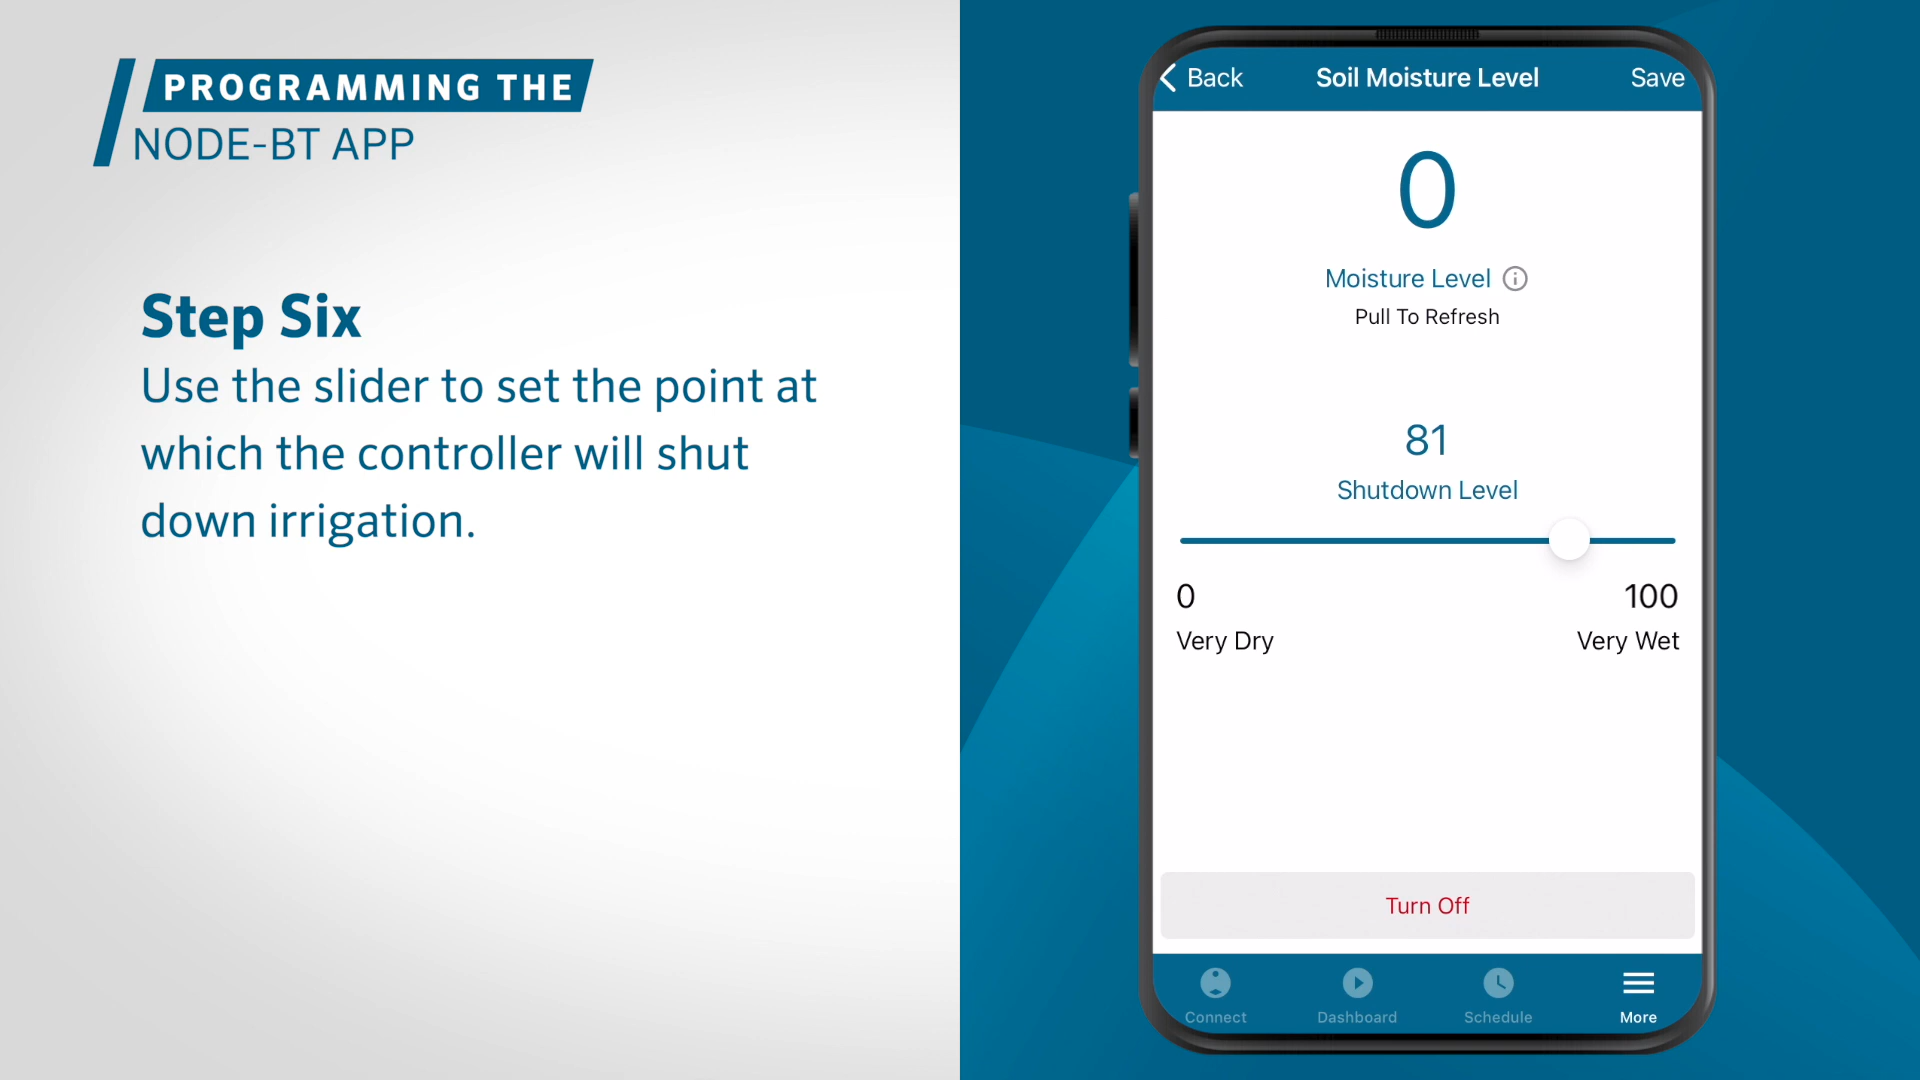 PROGRAMMING THE
NODE-BT APP
Step Six
Use the slider to set the point at
which the controller will shut
down irrigation.
Back Soil Moisture Level Save
0
Moisture Level
Pull To Refresh
81
Shutdown Level
0 100
Very Dry Very Wet
Turn Off
Connect Dashboard Schedule More